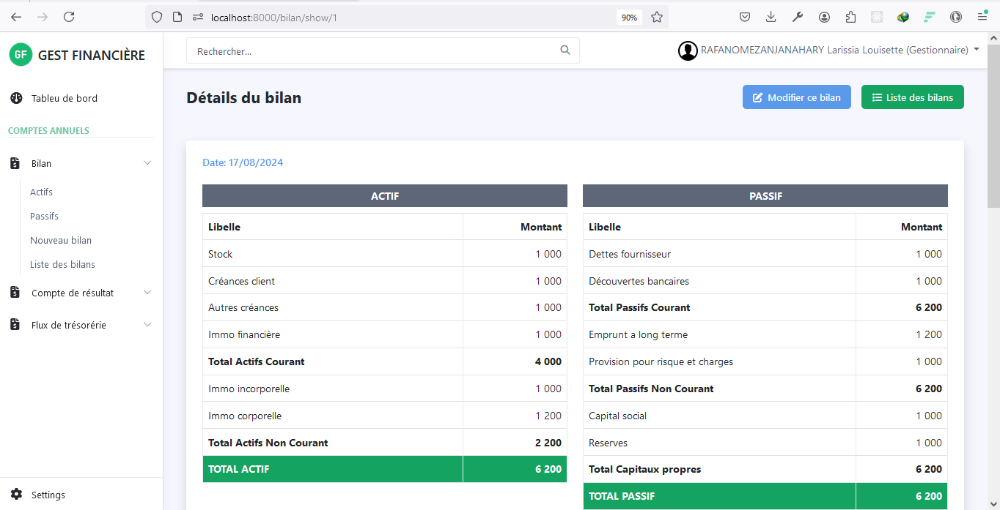 localhost:8000/bilan/show/1
90%
GF GEST FINANCIÈRE
Rechercher...
RAFANOMEZANJANAHARY Larissia Louisette (Gestionnaire)
Tableu de bord
COMPTES ANNUELS
Bilan
Actifs
Passifs
Nouveau bilan
Liste des bilans
Compte de résultat
Flux de trésorérie
Settings
Détails du bilan
Modifier ce bilan
Liste des bilans
Date: 17/08/2024
ACTIF
Libelle Montant
Stock 1 000
Créances client 1 000
Autres créances 1 000
Immo financière 1 000
Total Actifs Courant 4 000
Immo incorporelle 1 000
Immo corporelle 1 200
Total Actifs Non Courant 2 200
TOTAL ACTIF 6 200
PASSIF
Libelle Montant
Dettes fournisseur 1 000
Découvertes bancaires 1 000
Total Passifs Courant 6 200
Emprunt a long terme 1 200
Provision pour risque et charges 1 000
Total Passifs Non Courant 6 200
Capital social 1 000
Reserves 1 000
Total Capitaux propres 6 200
TOTAL PASSIF 6 200